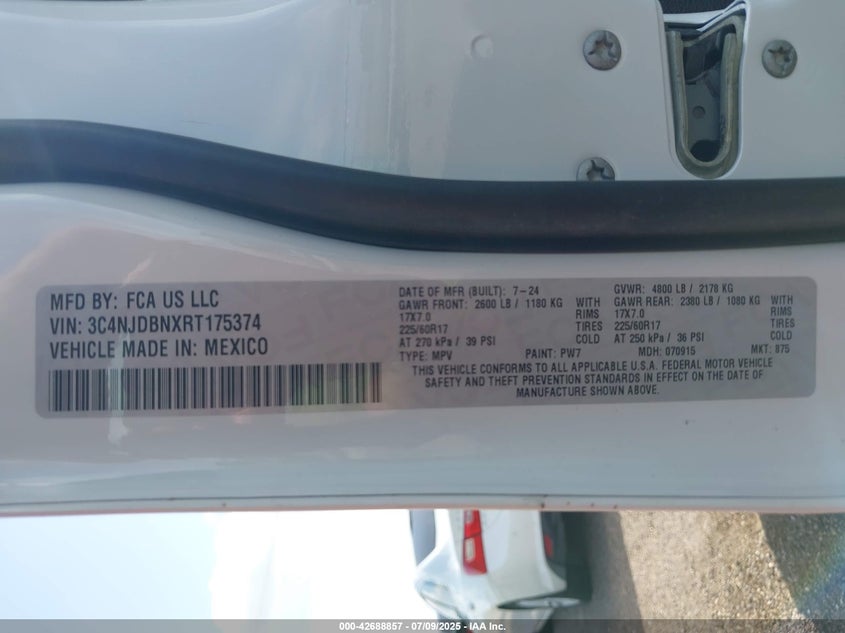 MFD BY: FCA US LLC
VIN: 3C4NJDBNXRT175374
VEHICLE MADE IN: MEXICO
DATE OF MFR (BUILT): 7-24 GVWR: 4800 LB / 2178 KG
GAWR FRONT: 2600 LB / 1180 KG WITH GAWR REAR: 2380 LB / 1080 KG WITH
17X7.0 RIMS 17X7.0 RIMS
225/60R17 TIRES 225/60R17 TIRES
AT 270 kPa / 39 PSI COLD AT 250 kPa / 36 PSI COLD
TYPE: MPV PAINT: PW7 MDH: 070915 MKT: 875
THIS VEHICLE CONFORMS TO ALL APPLICABLE U.S.A. FEDERAL MOTOR VEHICLE
SAFETY AND THEFT PREVENTION STANDARDS IN EFFECT ON THE DATE OF
MANUFACTURE SHOWN ABOVE.
000-42688857 - 07/09/2025 - IAA Inc.